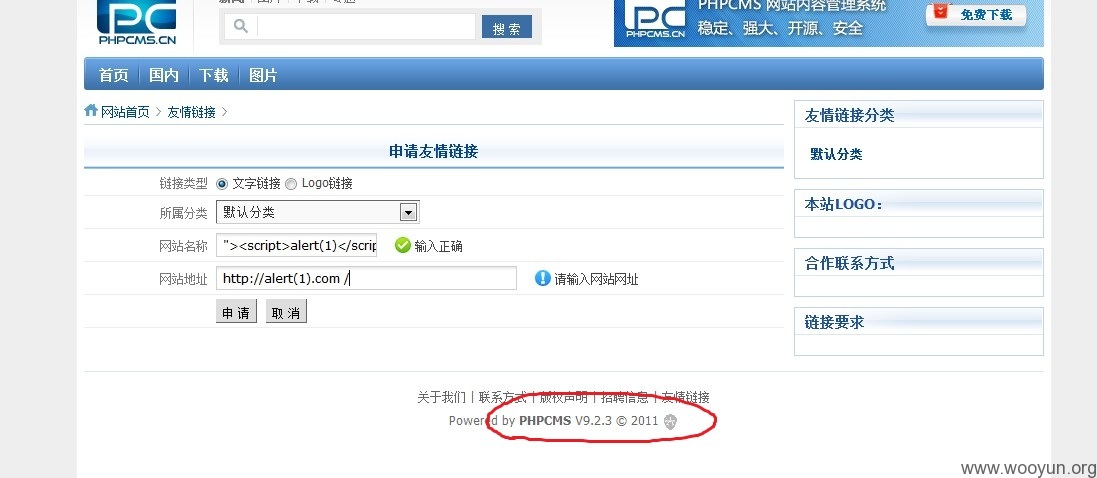 PHPCMS.CN
搜 索
PHPCMS.CN
PHPCMS 网站内容管理系统
稳定、强大、开源、安全
免费下载
首页 国内 下载 图片
网站首页 > 友情链接 >
申请友情链接
链接类型 文字链接 Logo链接
所属分类 默认分类
网站名称 "><script>alert(1)</scrip 输入正确
网站地址 http://alert(1).com / 请输入网站网址
申 请 取 消
友情链接分类
默认分类
本站LOGO：
合作联系方式
链接要求
关于我们 | 联系方式 | 版权声明 | 招聘信息 | 友情链接
Powered by PHPCMS V9.2.3 © 2011
www.wooyun.org